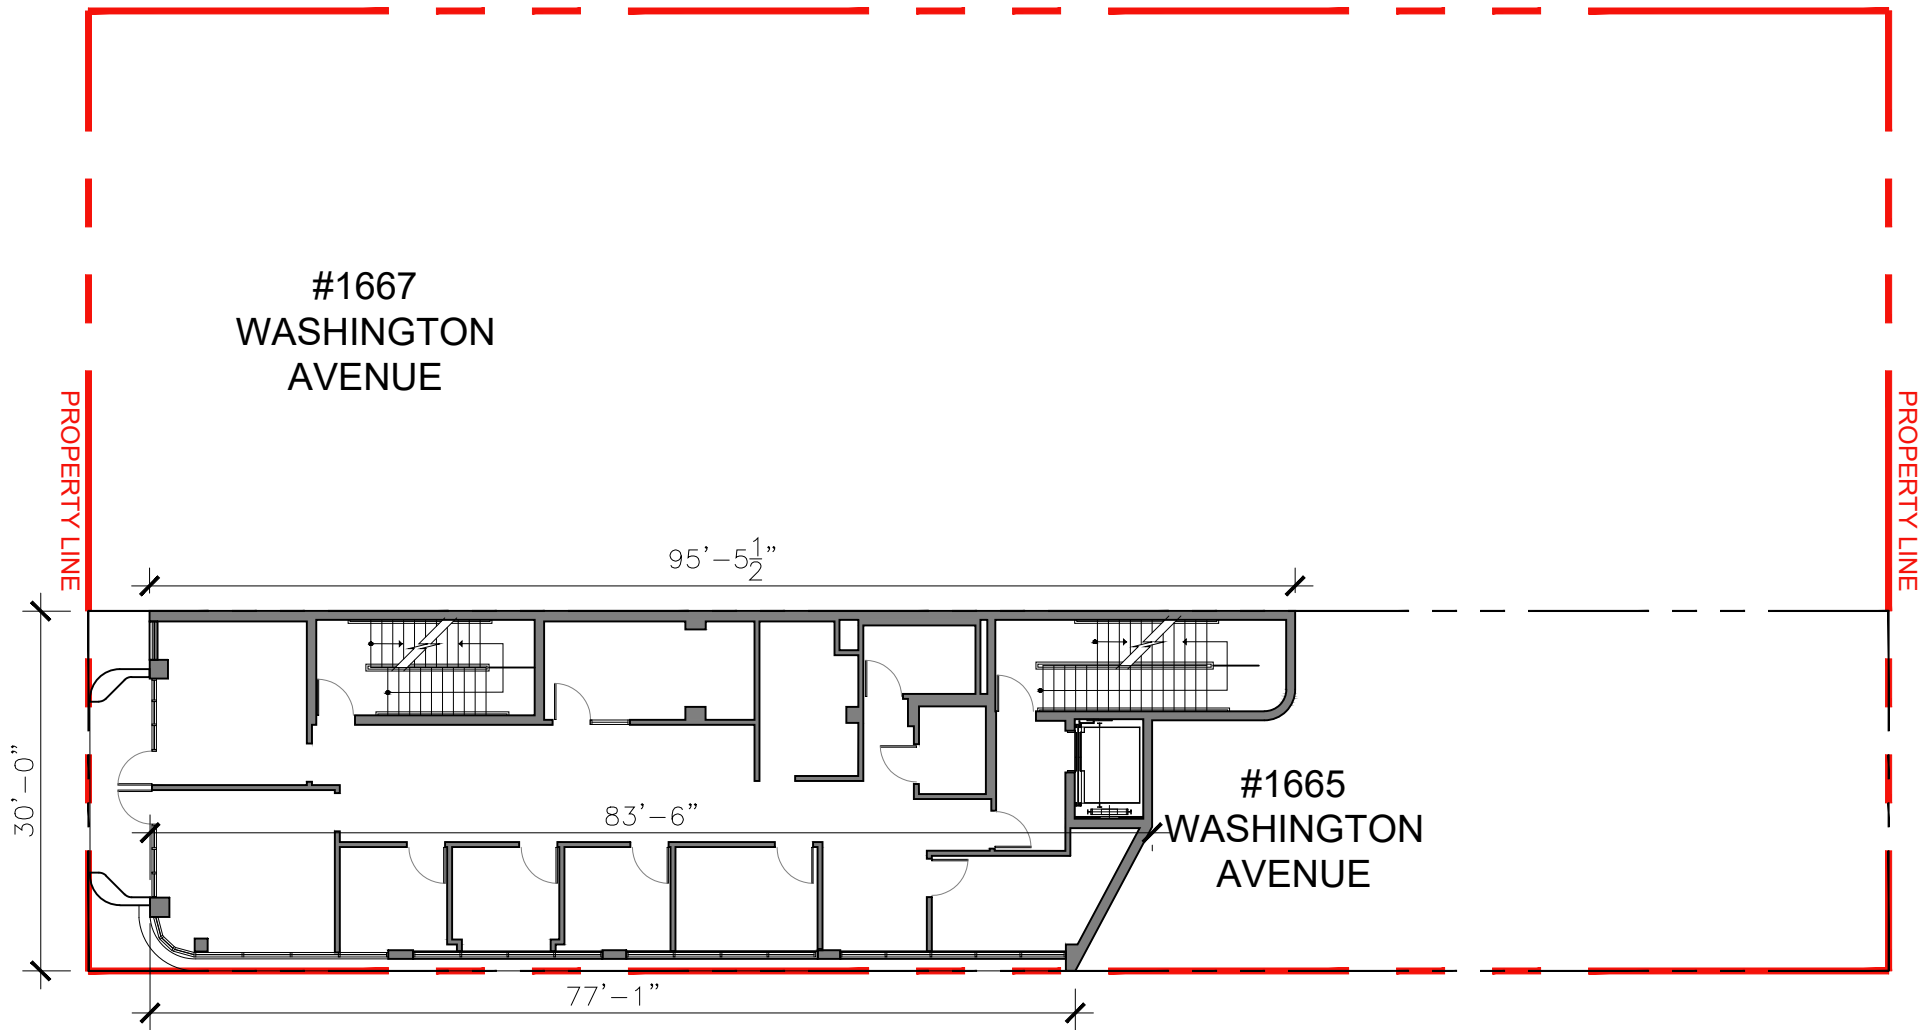 #1667
WASHINGTON
AVENUE
PROPERTY LINE
PROPERTY LINE
95'-5½"
30'-0"
83'-6"
#1665
WASHINGTON
AVENUE
77'-1"